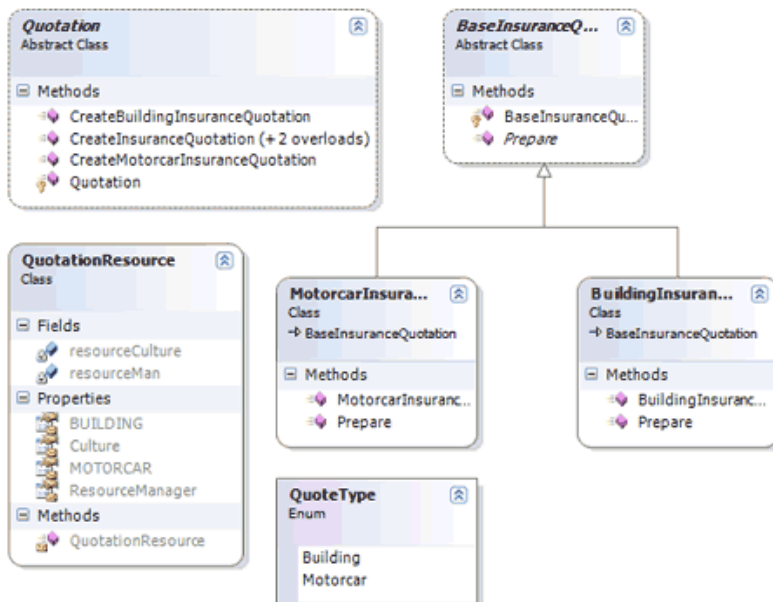 Quotation
Abstract Class
Methods
CreateBuildingInsuranceQuotation
CreateInsuranceQuotation (+ 2 overloads)
CreateMotorcarInsuranceQuotation
Quotation
BaseInsuranceQ...
Abstract Class
Methods
BaseInsuranceQu...
Prepare
QuotationResource
Class
Fields
resourceCulture
resourceMan
Properties
BUILDING
Culture
MOTORCAR
ResourceManager
Methods
QuotationResource
MotorcarInsura...
Class
BaseInsuranceQuotation
Methods
MotorcarInsuranc...
Prepare
BuildingInsuran...
Class
BaseInsuranceQuotation
Methods
BuildingInsuranc...
Prepare
QuoteType
Enum
Building
Motorcar